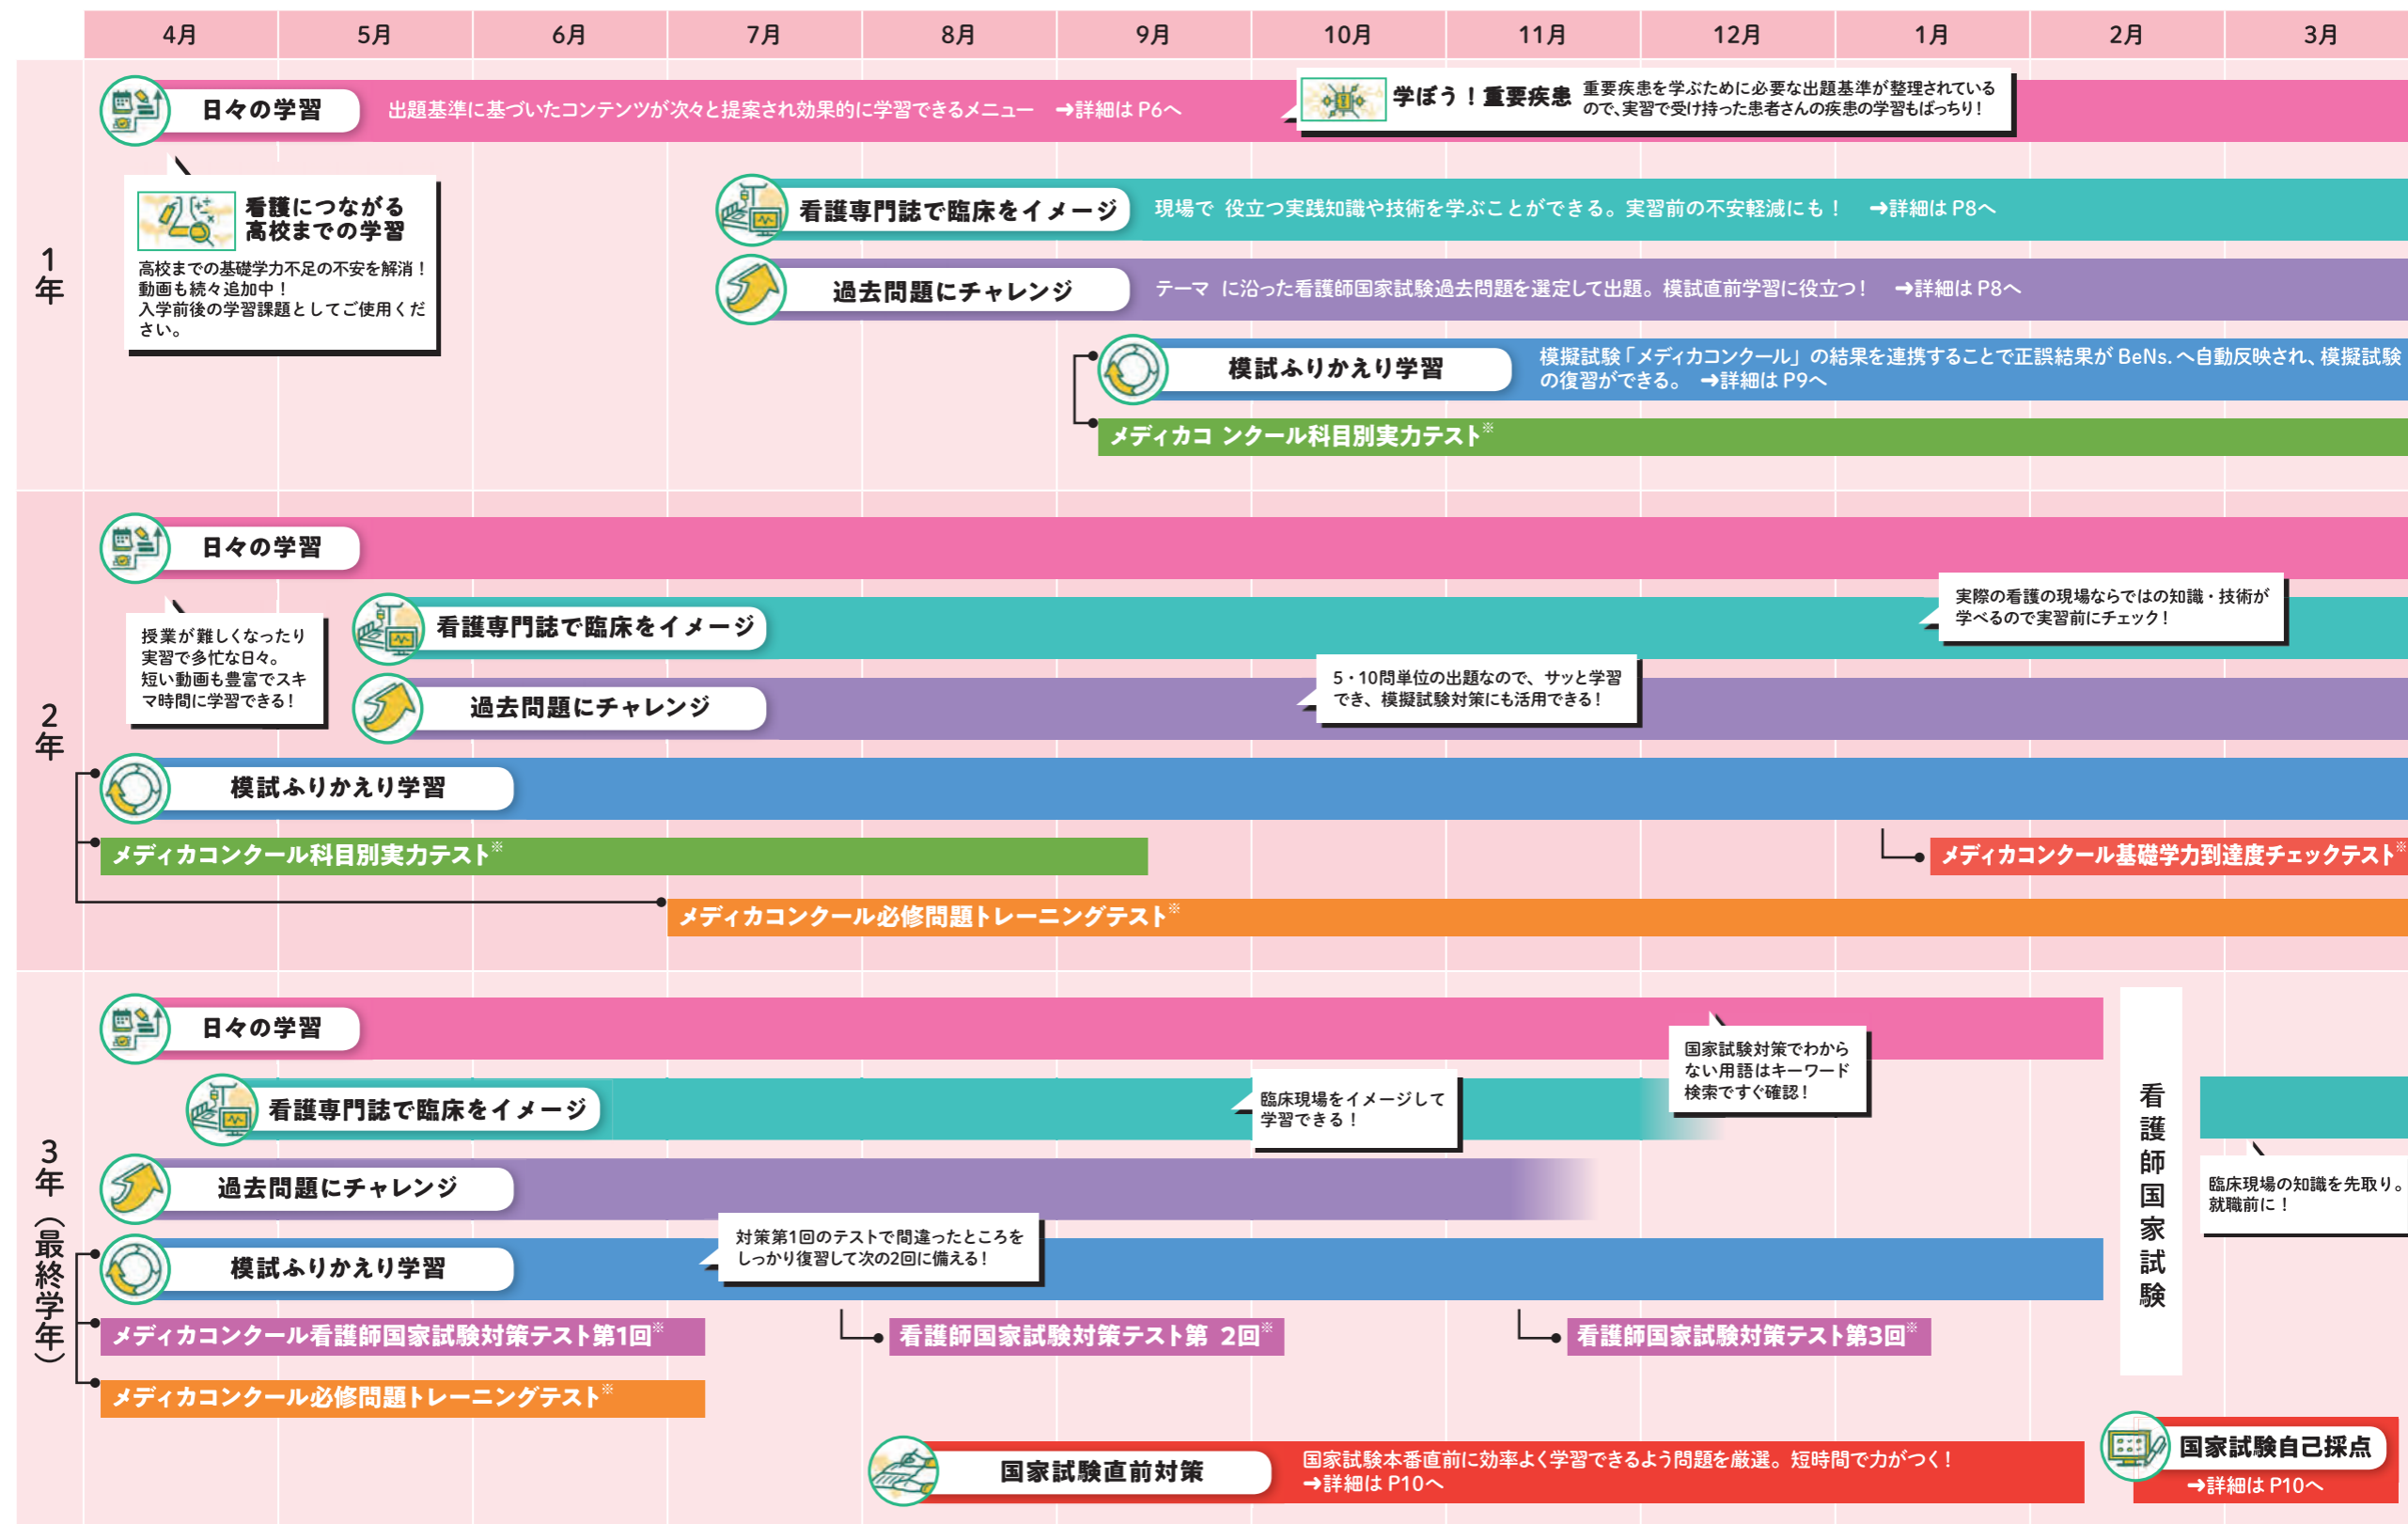 4月 5月 6月 7月 8月 9月 10月 11月 12月 1月 2月 3月
1年
日々の学習
出題基準に基づいたコンテンツが次々と提案され効果的に学習できるメニュー ➜詳細は P6へ
学ぼう！重要疾患
重要疾患を学ぶために必要な出題基準が整理されている
ので、実習で受け持った患者さんの疾患の学習もばっちり！
看護につながる
高校までの学習
高校までの基礎学力不足の不安を解消！
動画も続々追加中！
入学前後の学習課題としてご使用くだ
さい。
看護専門誌で臨床をイメージ
現場で 役立つ実践知識や技術を学ぶことができる。実習前の不安軽減にも！ ➜詳細は P8へ
過去問題にチャレンジ
テーマ に沿った看護師国家試験過去問題を選定して出題。模試直前学習に役立つ！ ➜詳細は P8へ
模試ふりかえり学習
模擬試験「メディカコンクール」の結果を連携することで正誤結果が BeNs. へ自動反映され、模擬試験
の復習ができる。 ➜詳細は P9へ
メディカコ ンクール科目別実力テスト※
2年
日々の学習
授業が難しくなったり
実習で多忙な日々。
短い動画も豊富でスキ
マ時間に学習できる！
看護専門誌で臨床をイメージ
実際の看護の現場ならではの知識・技術が
学べるので実習前にチェック！
過去問題にチャレンジ
5・10問単位の出題なので、サッと学習
でき、模擬試験対策にも活用できる！
模試ふりかえり学習
メディカコンクール科目別実力テスト※
メディカコンクール基礎学力到達度チェックテスト※
メディカコンクール必修問題トレーニングテスト※
3年（最終学年）
日々の学習
国家試験対策でわから
ない用語はキーワード
検索ですぐ確認！
看護専門誌で臨床をイメージ
臨床現場をイメージして
学習できる！
過去問題にチャレンジ
模試ふりかえり学習
対策第1回のテストで間違ったところを
しっかり復習して次の2回に備える！
メディカコンクール看護師国家試験対策テスト第1回※
看護師国家試験対策テスト第 2回※
看護師国家試験対策テスト第3回※
メディカコンクール必修問題トレーニングテスト※
看護師国家試験
臨床現場の知識を先取り。
就職前に！
国家試験直前対策
国家試験本番直前に効率よく学習できるよう問題を厳選。短時間で力がつく！
➜詳細は P10へ
国家試験自己採点
➜詳細は P10へ